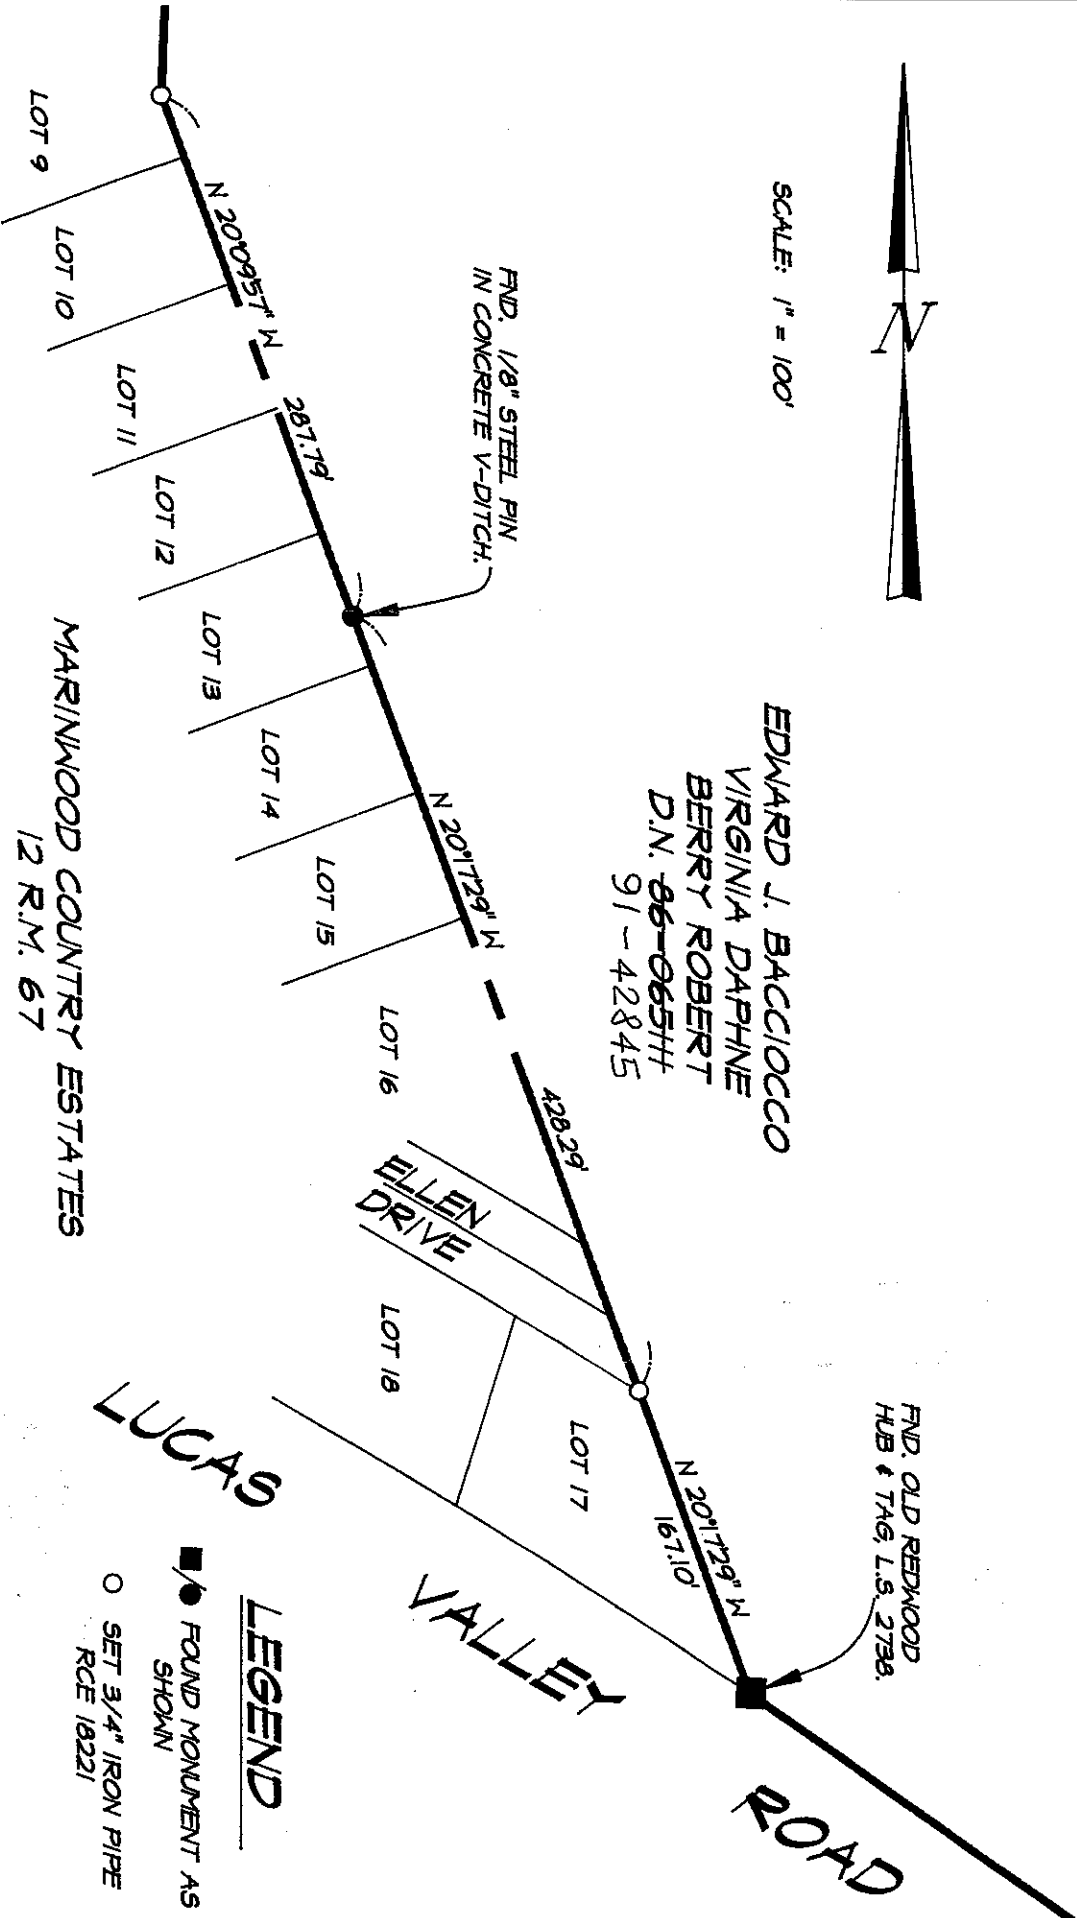 N
SCALE: 1" = 100'
EDWARD J. BACCIOCCO
VIRGINIA DAPHNE
BERRY ROBERT
D.N. 86-065111
91-42845
FND. 1/8" STEEL PIN
IN CONCRETE V-DITCH.
FND. OLD REDWOOD
HUB & TAG, L.S. 2738.
N 20°09'57" W
287.79'
N 20°17'29" W
428.29'
N 20°17'29" W
167.10'
LOT 9
LOT 10
LOT 11
LOT 12
LOT 13
LOT 14
LOT 15
LOT 16
ELLEN
DRIVE
LOT 17
LOT 18
MARINWOOD COUNTRY ESTATES
12 R.M. 67
LUCAS
VALLEY
ROAD
LEGEND
FOUND MONUMENT AS
SHOWN
SET 3/4" IRON PIPE
RCE 18221